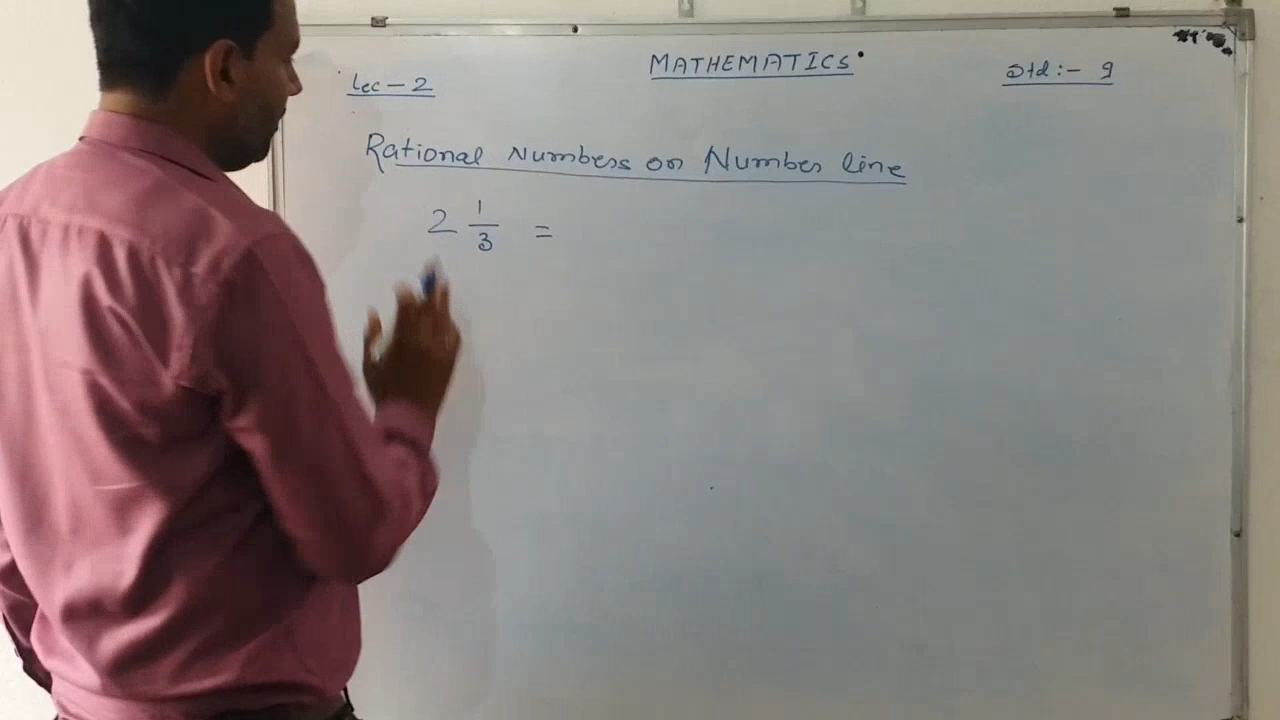 MATHEMATICS
Lec - 2
Std :- 9
Rational Numbers on Number line
2 1/3 =